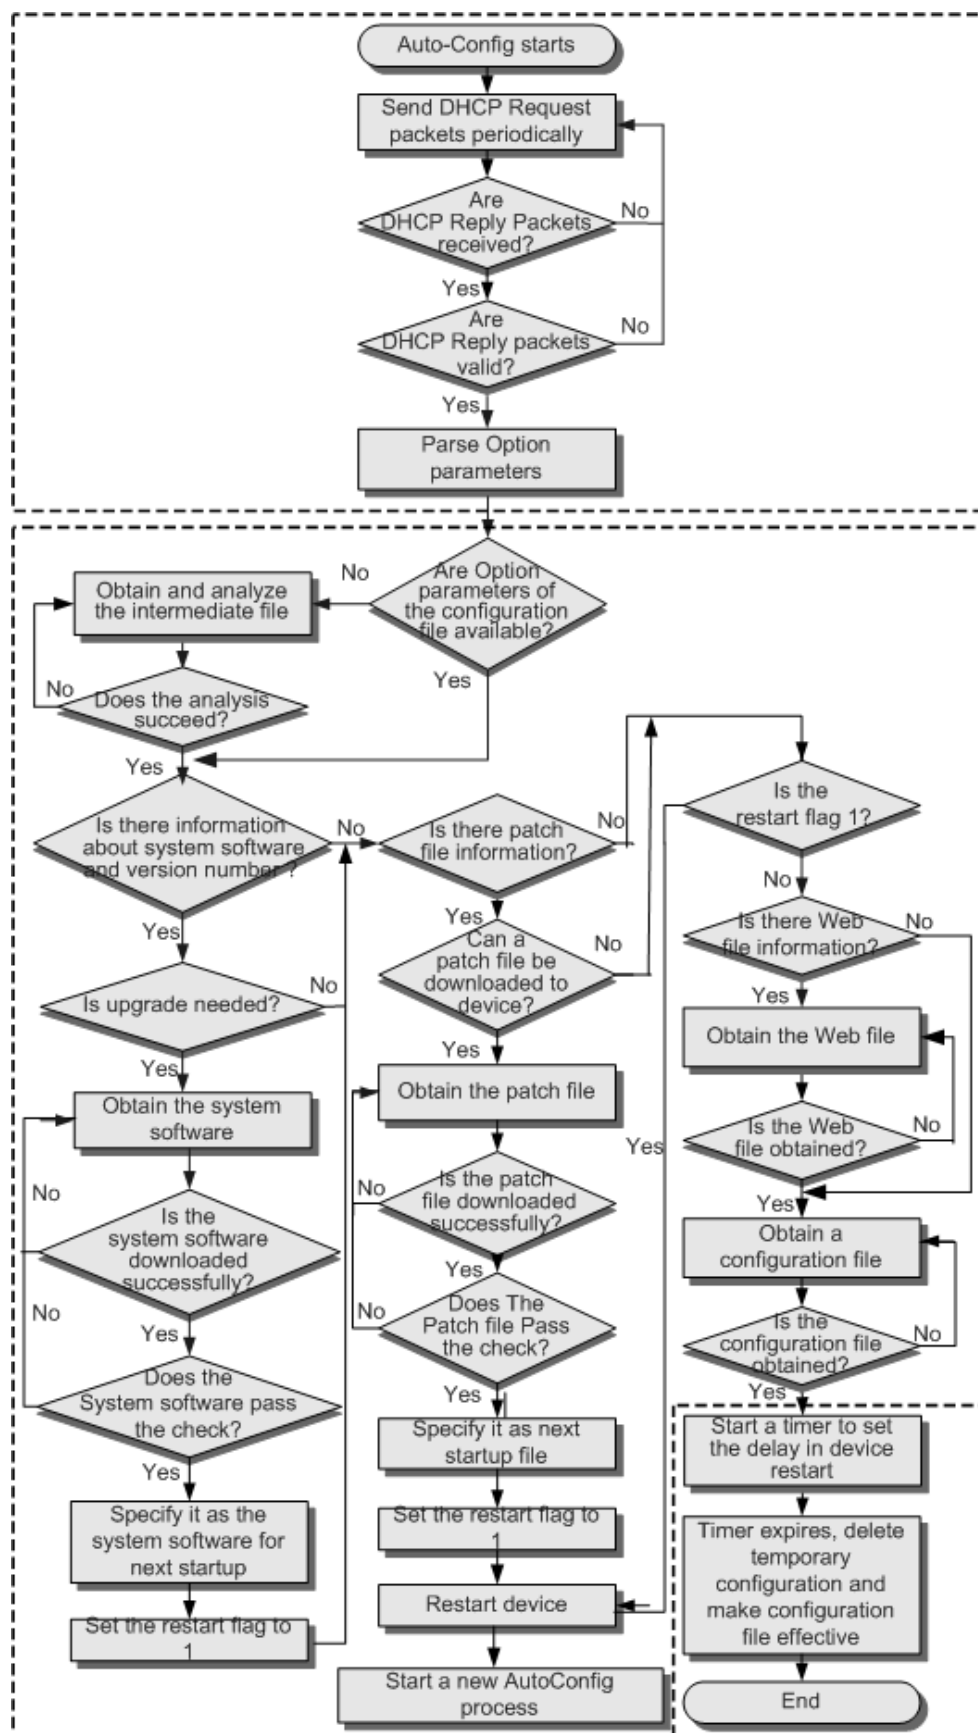 Auto-Config starts
Send DHCP Request
packets periodically
Are
DHCP Reply Packets
received?
No
Yes
Are
DHCP Reply packets
valid?
No
Yes
Parse Option
parameters
Are Option
parameters of
the configuration
file available?
No
Yes
Obtain and analyze
the intermediate file
Does the analysis
succeed?
No
Yes
Is there information
about system software
and version number ?
No
Yes
Is upgrade needed?
No
Yes
Obtain the system
software
Is the
system software
downloaded
successfully?
No
Yes
Does the
System software pass
the check?
No
Yes
Specify it as the
system software for
next startup
Set the restart flag to
1
Is there patch
file information?
No
Yes
Can a
patch file be
downloaded to
device?
No
Yes
Obtain the patch file
Is the patch
file downloaded
successfully?
No
Yes
Does The
Patch file Pass
the check?
No
Yes
Specify it as next
startup file
Set the restart flag to
1
Restart device
Start a new AutoConfig
process
Is the
restart flag 1?
Yes
No
Is there Web
file information?
No
Yes
Obtain the Web file
Is the Web
file obtained?
No
Yes
Obtain a
configuration file
Is the
configuration file
obtained?
No
Yes
Start a timer to set
the delay in device
restart
Timer expires, delete
temporary
configuration and
make configuration
file effective
End